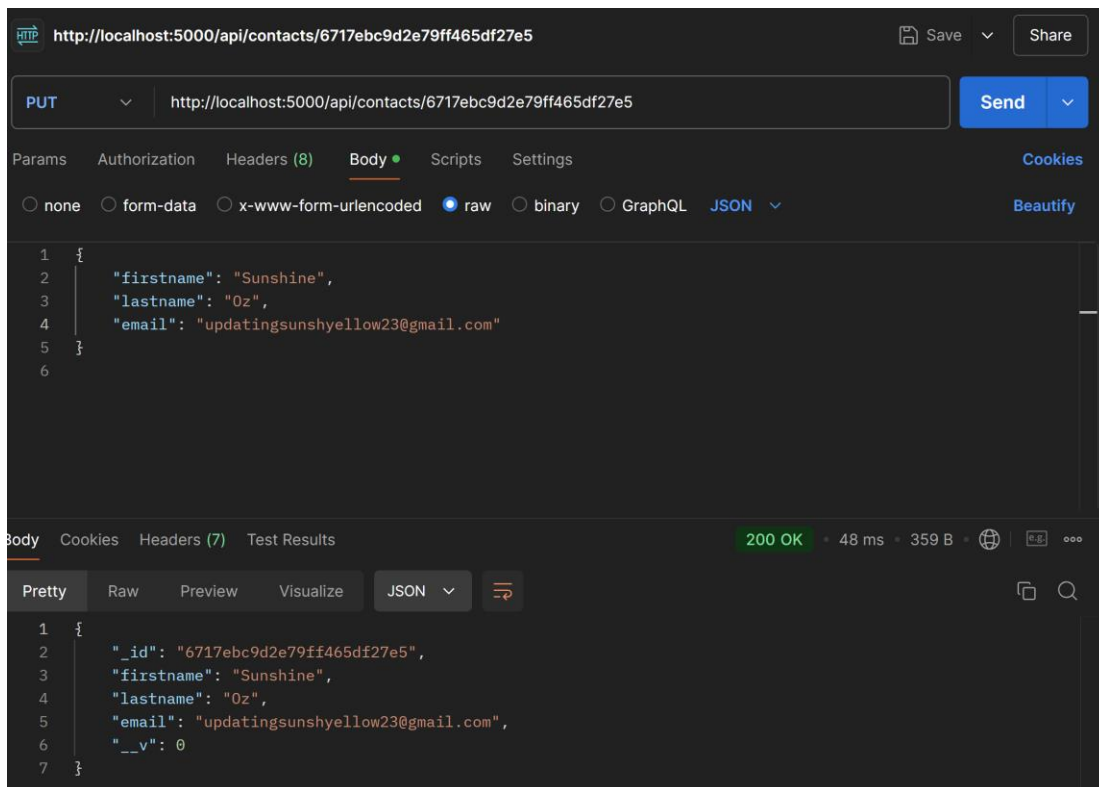 HTTP http://localhost:5000/api/contacts/6717ebc9d2e79ff465df27e5 Save Share
PUT http://localhost:5000/api/contacts/6717ebc9d2e79ff465df27e5 Send
Params Authorization Headers (8) Body Scripts Settings Cookies
none form-data x-www-form-urlencoded raw binary GraphQL JSON Beautify
1 {
2 "firstname": "Sunshine",
3 "lastname": "Oz",
4 "email": "updatingsunshyellow23@gmail.com"
5 }
6
Body Cookies Headers (7) Test Results 200 OK 48 ms 359 B e.g.
Pretty Raw Preview Visualize JSON
1 {
2 "_id": "6717ebc9d2e79ff465df27e5",
3 "firstname": "Sunshine",
4 "lastname": "Oz",
5 "email": "updatingsunshyellow23@gmail.com",
6 "__v": 0
7 }